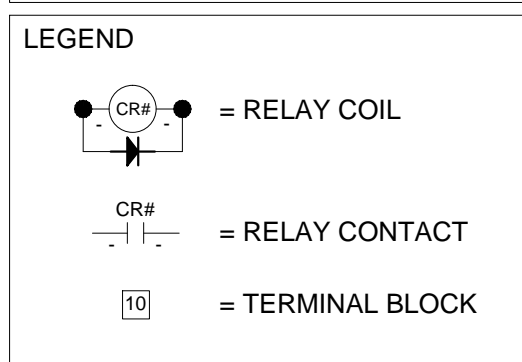 LEGEND
CR# = RELAY COIL
- -
CR#
= RELAY CONTACT
- -
10 = TERMINAL BLOCK